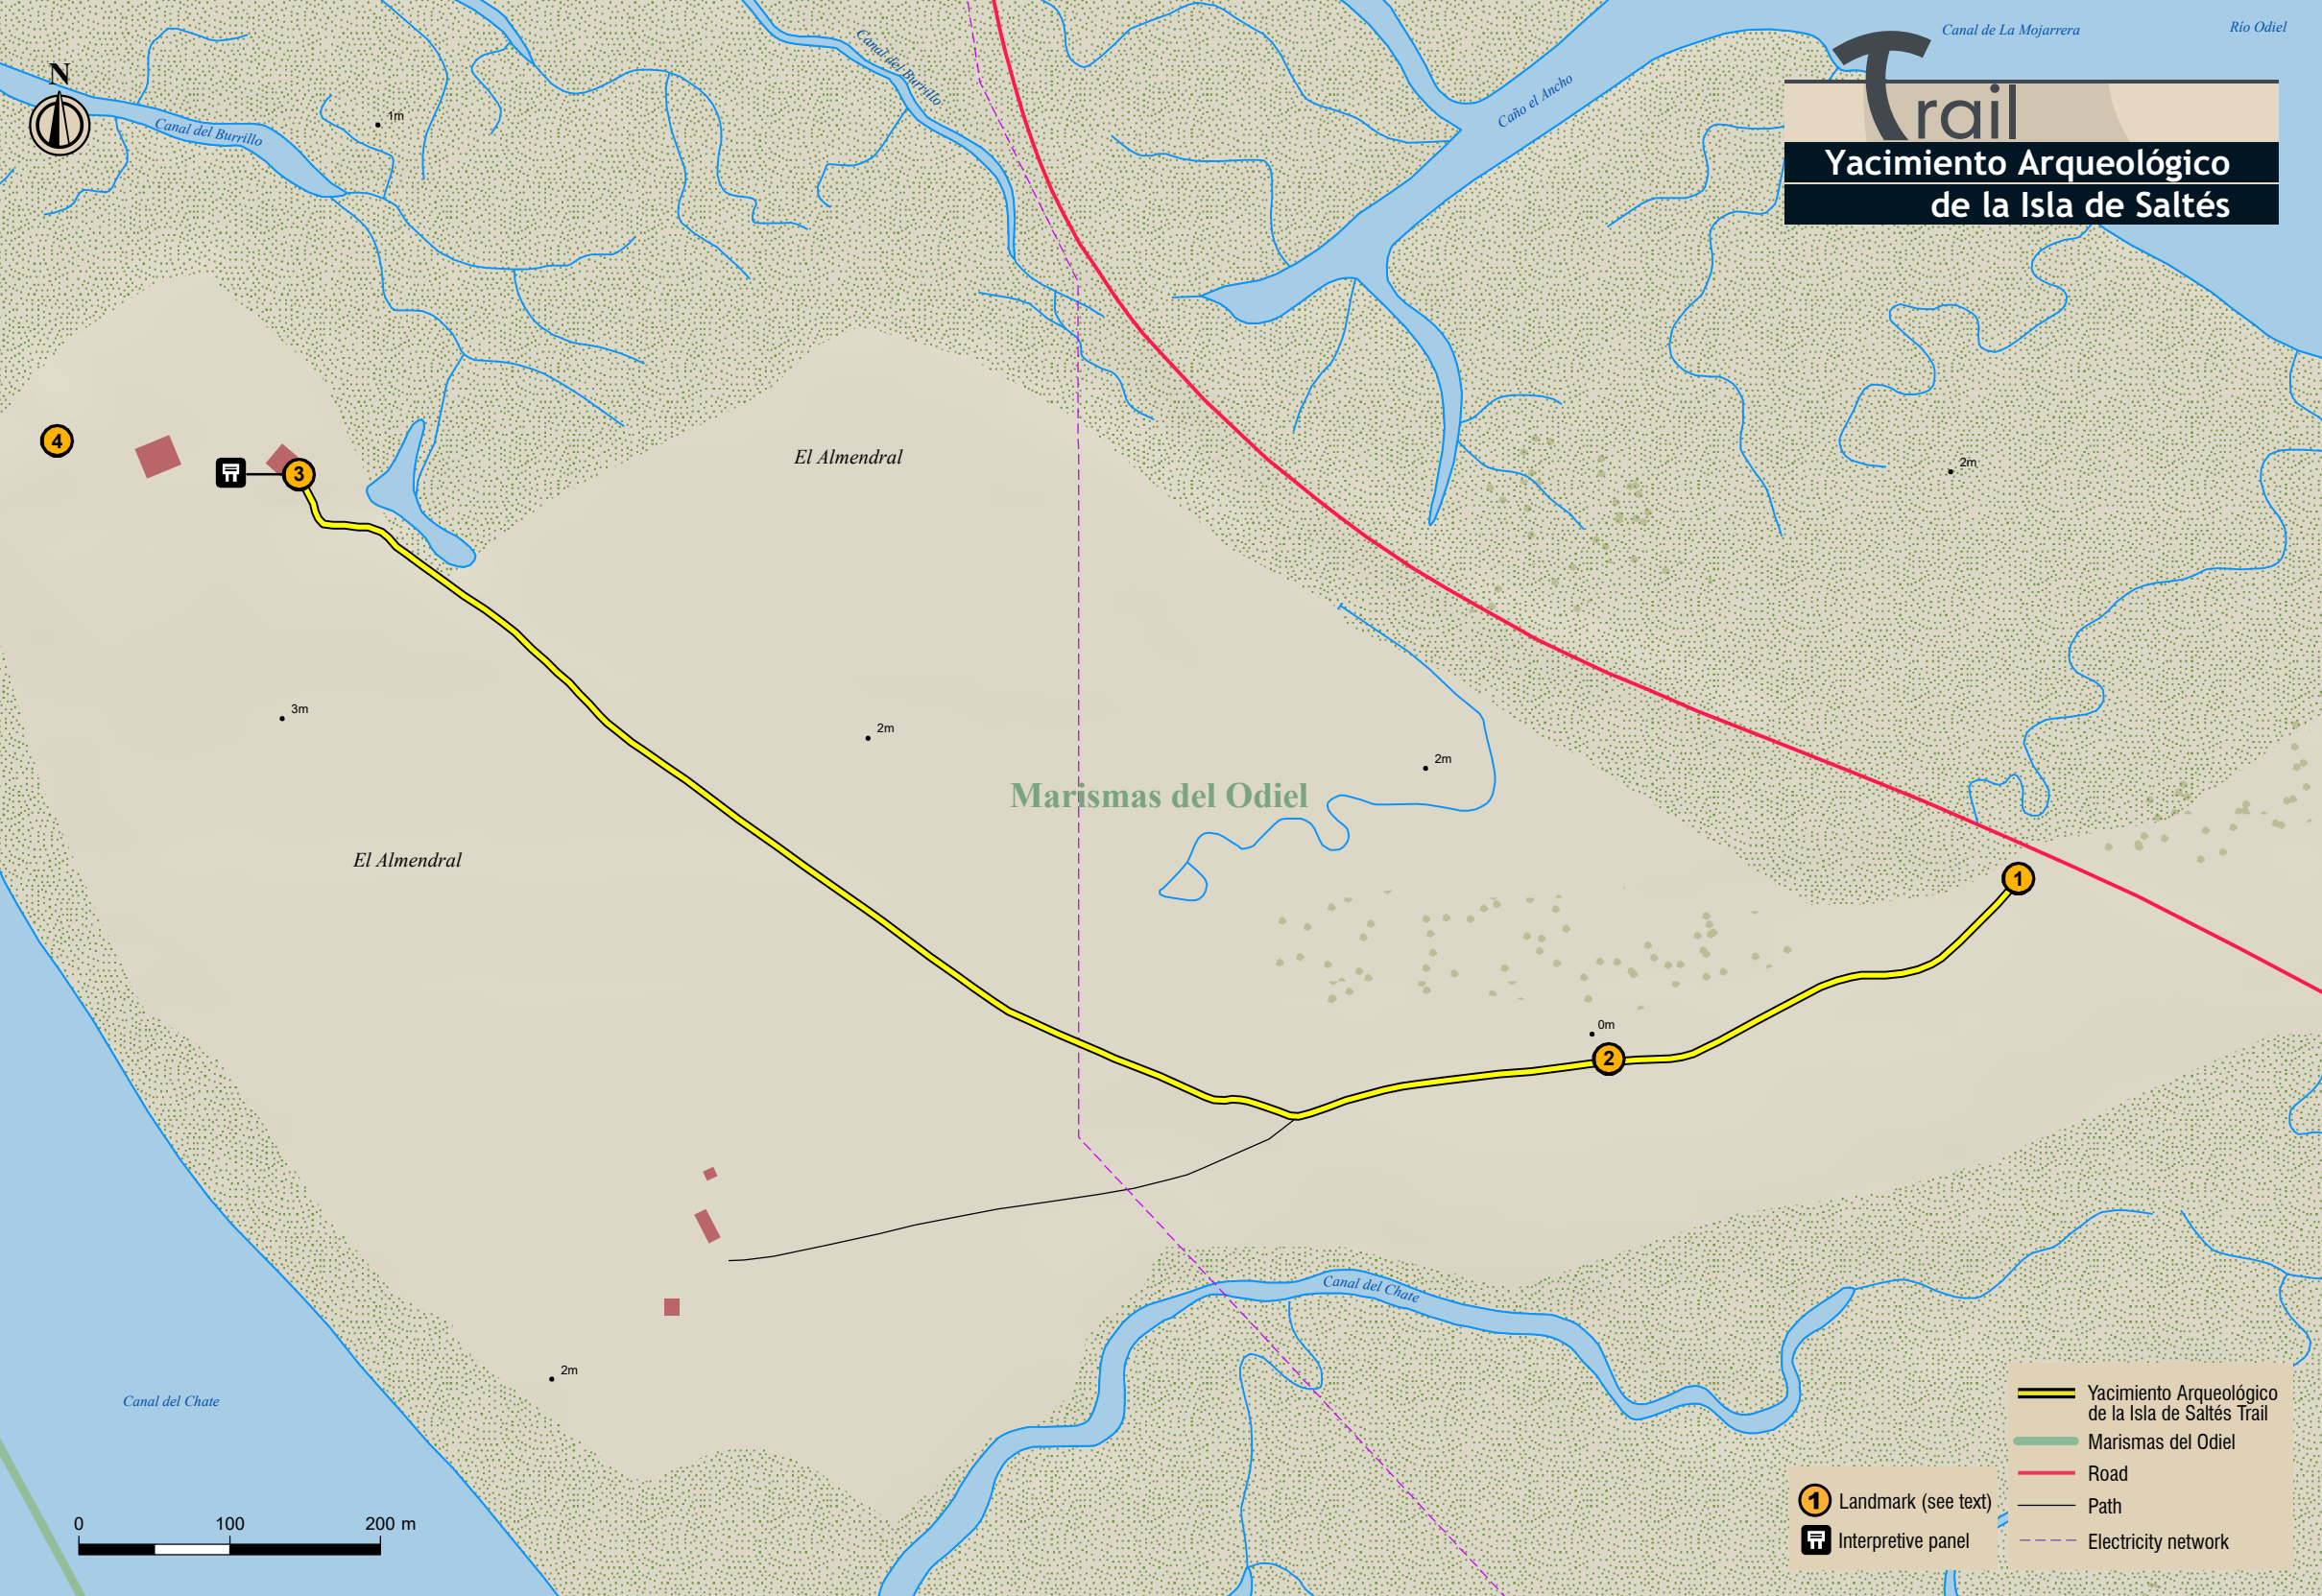 Canal de La Mojarrera
Río Odiel
Trail
Yacimiento Arqueológico
de la Isla de Saltés
N
Canal del Burrillo
Canal del Burrillo
Caño el Ancho
1m
2m
4
3
El Almendral
3m
2m
2m
Marismas del Odiel
El Almendral
1
0m
2
Canal del Chate
2m
Canal del Chate
0 100 200 m
Yacimiento Arqueológico
de la Isla de Saltés Trail
Marismas del Odiel
Road
Path
Electricity network
1 Landmark (see text)
Interpretive panel